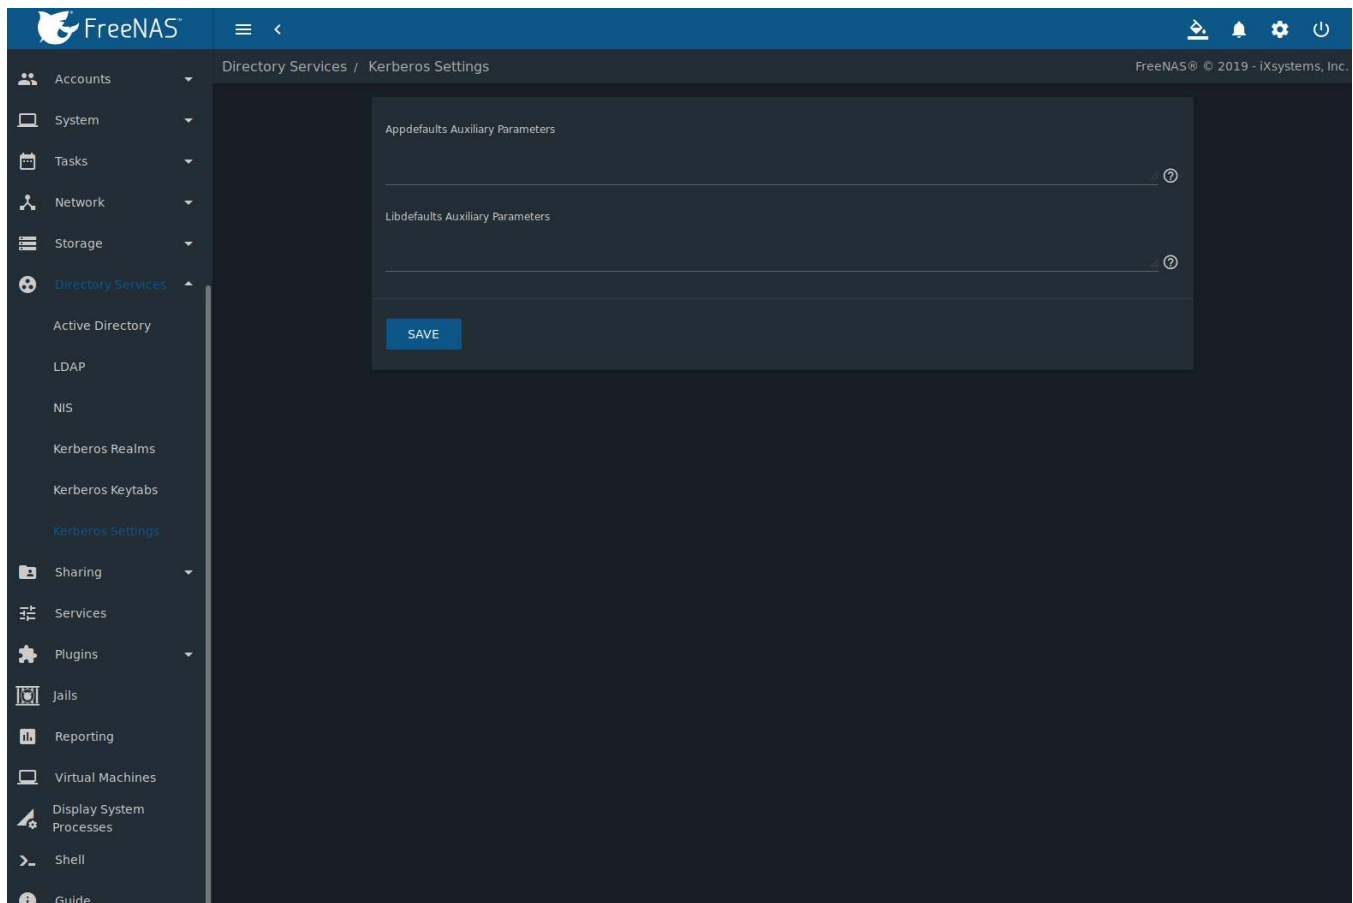 FreeNAS™
Directory Services / Kerberos Settings
FreeNAS® © 2019 - iXsystems, Inc.
Accounts
System
Tasks
Network
Storage
Directory Services
Active Directory
LDAP
NIS
Kerberos Realms
Kerberos Keytabs
Kerberos Settings
Sharing
Services
Plugins
Jails
Reporting
Virtual Machines
Display System
Processes
Shell
Guide
Appdefaults Auxiliary Parameters
Libdefaults Auxiliary Parameters
SAVE